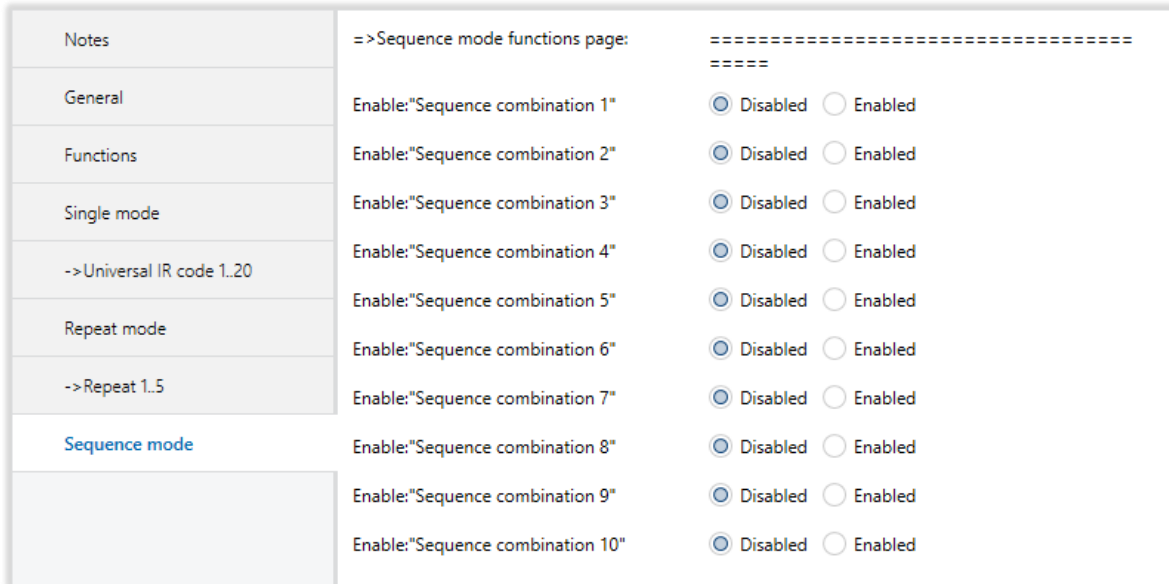 Notes
General
Functions
Single mode
->Universal IR code 1..20
Repeat mode
->Repeat 1..5
Sequence mode
=>Sequence mode functions page: ===================================
=====
Enable:"Sequence combination 1" Disabled Enabled
Enable:"Sequence combination 2" Disabled Enabled
Enable:"Sequence combination 3" Disabled Enabled
Enable:"Sequence combination 4" Disabled Enabled
Enable:"Sequence combination 5" Disabled Enabled
Enable:"Sequence combination 6" Disabled Enabled
Enable:"Sequence combination 7" Disabled Enabled
Enable:"Sequence combination 8" Disabled Enabled
Enable:"Sequence combination 9" Disabled Enabled
Enable:"Sequence combination 10" Disabled Enabled